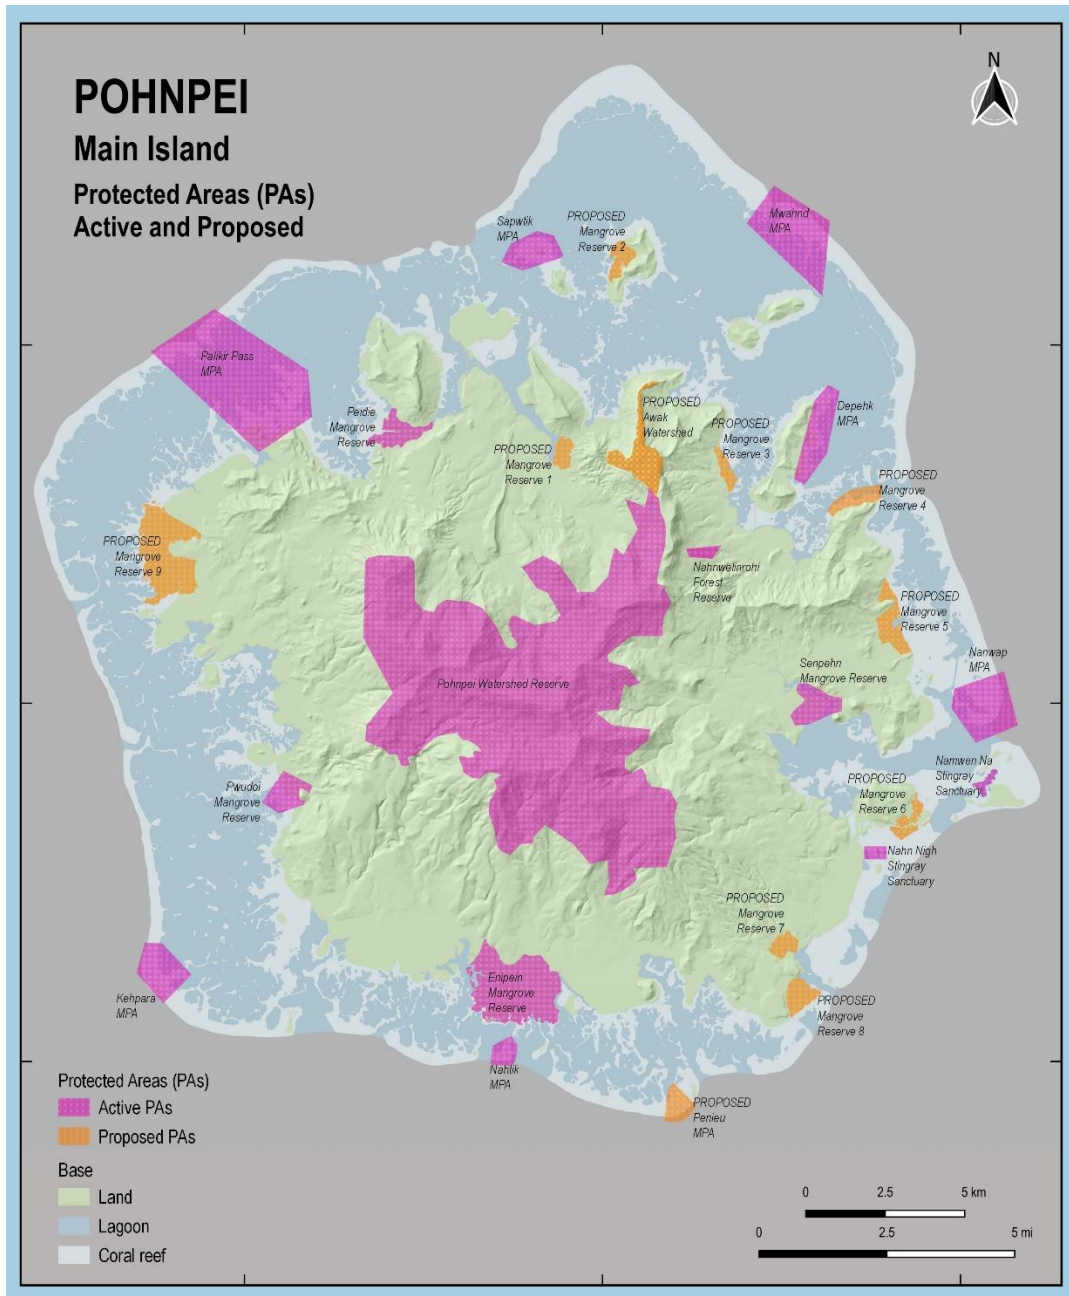 POHNPEI
Main Island
Protected Areas (PAs)
Active and Proposed
N
Sapwtik
MPA
PROPOSED
Mangrove
Reserve 2
Mwahnd
MPA
Palikir Pass
MPA
Peidie
Mangrove
Reserve
PROPOSED
Mangrove
Reserve 1
PROPOSED
Awak
Watershed
PROPOSED
Mangrove
Reserve 3
Depehk
MPA
PROPOSED
Mangrove
Reserve 4
PROPOSED
Mangrove
Reserve 9
Nahnwelinrohi
Forest
Reserve
PROPOSED
Mangrove
Reserve 5
Nanwap
MPA
Senpehn
Mangrove Reserve
Pohnpei Watershed Reserve
Namwen Na
Stingray
Sanctuary
PROPOSED
Mangrove
Reserve 6
Pwudoi
Mangrove
Reserve
Nahn Nigh
Stingray
Sanctuary
PROPOSED
Mangrove
Reserve 7
Enipein
Mangrove
Reserve
Kehpara
MPA
PROPOSED
Mangrove
Reserve 8
Nahtik
MPA
PROPOSED
Penieu
MPA
Protected Areas (PAs)
Active PAs
Proposed PAs
Base
Land
Lagoon
Coral reef
0 2.5 5 km
0 2.5 5 mi